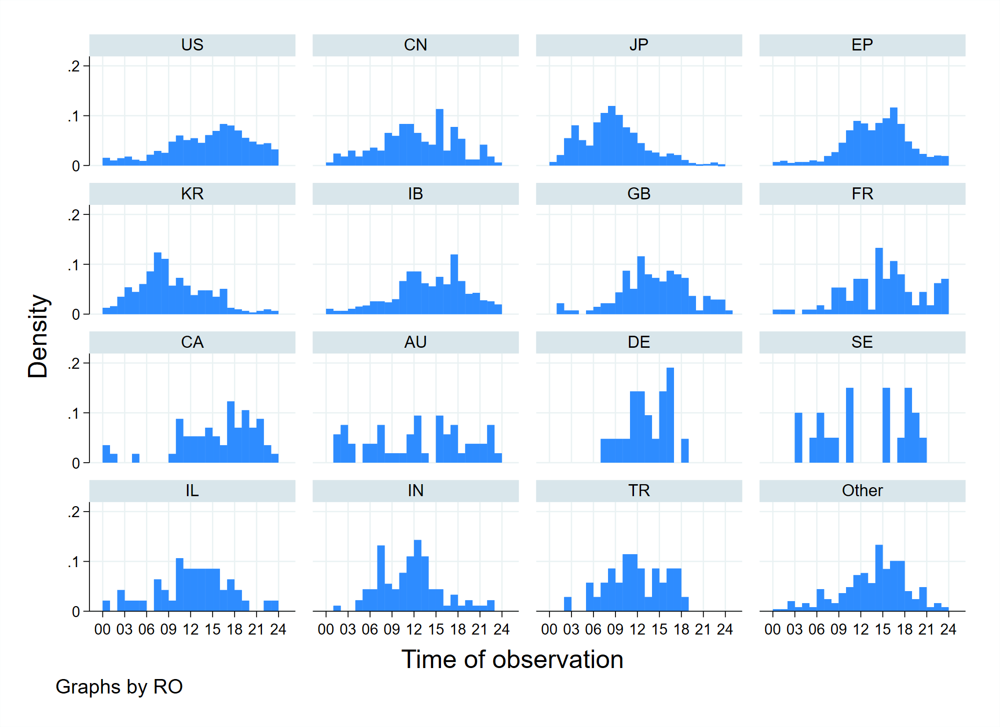 US CN JP EP
.2
.1
0
KR IB GB FR
.2
.1
0
CA AU DE SE
.2
.1
0
IL IN TR Other
.2
.1
0
00 03 06 09 12 15 18 21 24 00 03 06 09 12 15 18 21 24 00 03 06 09 12 15 18 21 24 00 03 06 09 12 15 18 21 24
Density
Time of observation
Graphs by RO